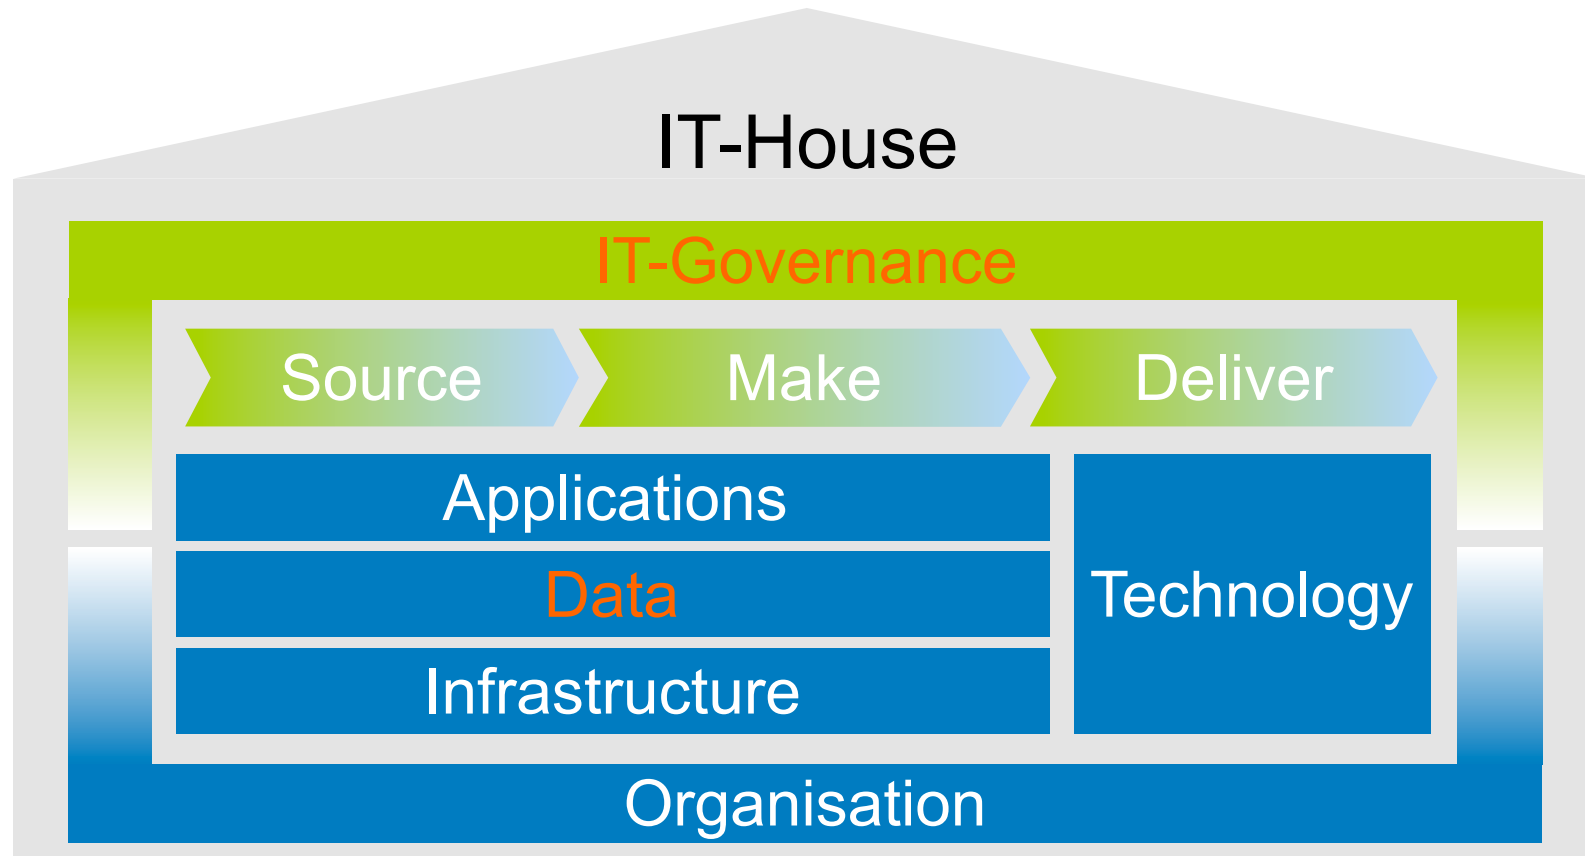 IT-House
IT-Governance
Source
Make
Deliver
Applications
Data
Infrastructure
Technology
Organisation